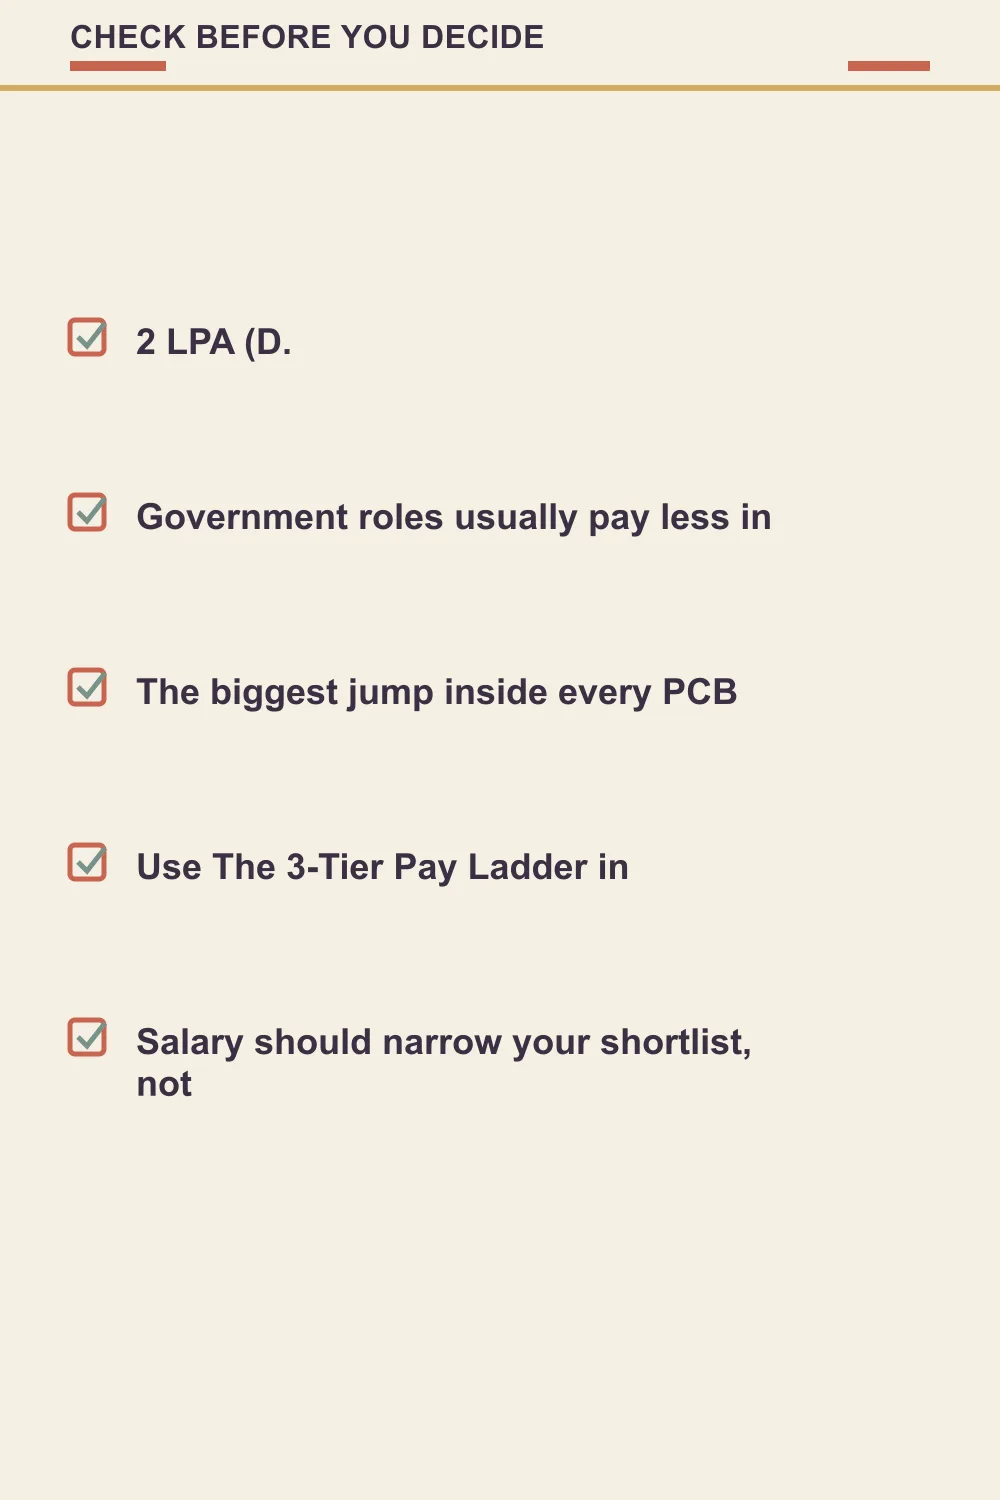 CHECK BEFORE YOU DECIDE
2 LPA (D.
Government roles usually pay less in
The biggest jump inside every PCB
Use The 3-Tier Pay Ladder in
Salary should narrow your shortlist,
not